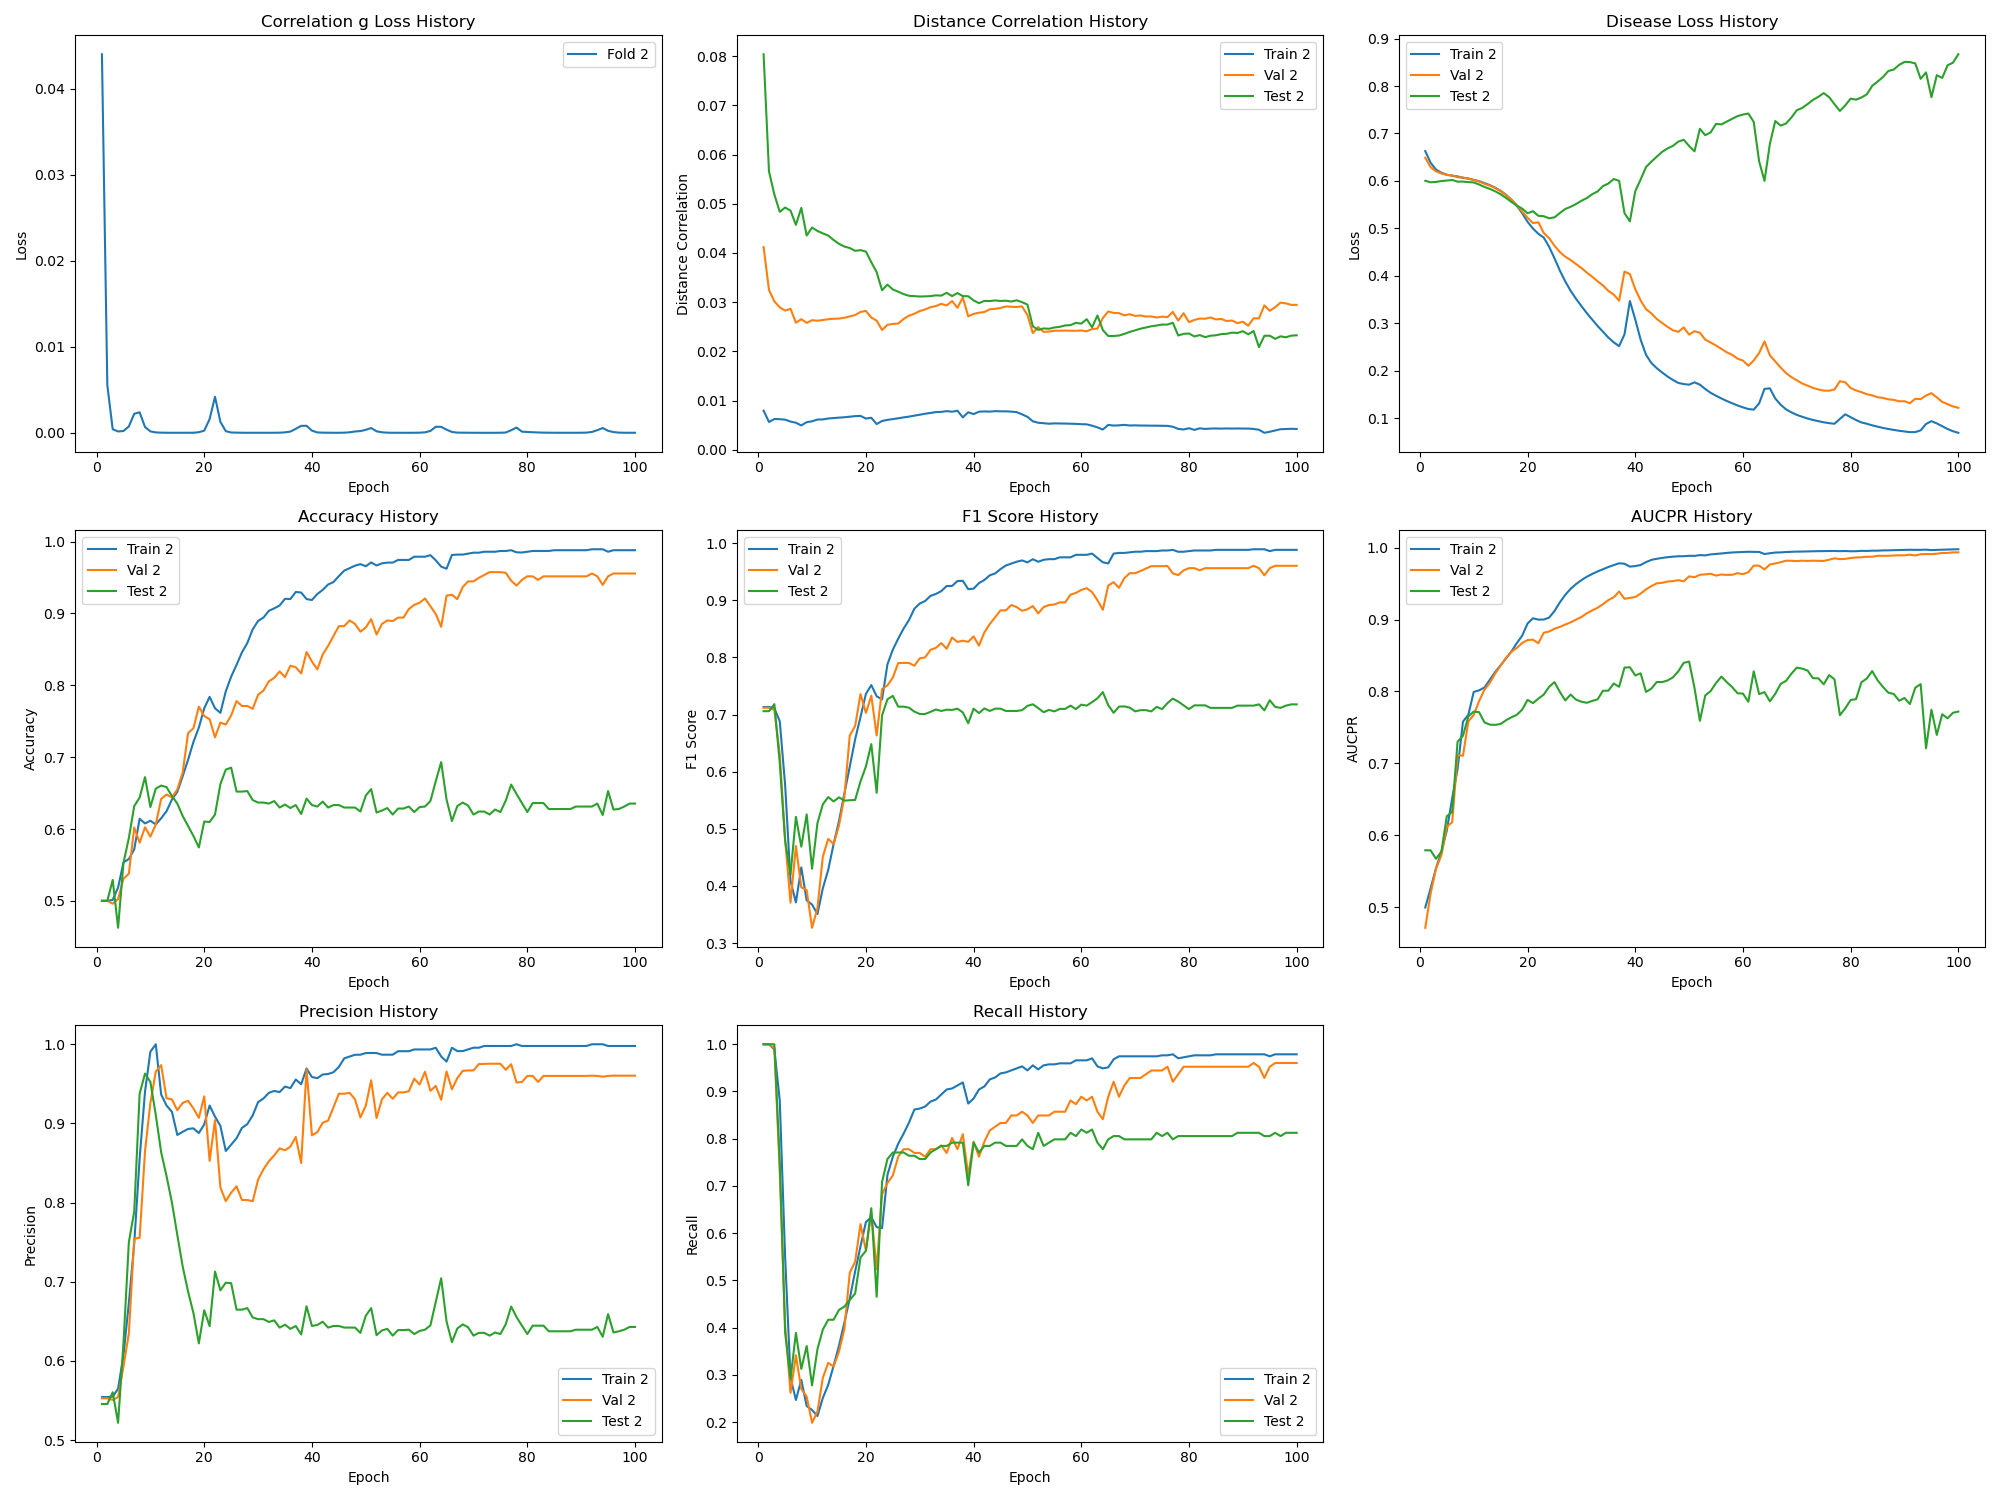 Correlation g Loss History
Loss
0.04
0.03
0.02
0.01
0.00
0 20 40 60 80 100
Epoch
Fold 2
Distance Correlation History
Distance Correlation
0.08
0.07
0.06
0.05
0.04
0.03
0.02
0.01
0.00
0 20 40 60 80 100
Epoch
Train 2
Val 2
Test 2
Disease Loss History
Loss
0.9
0.8
0.7
0.6
0.5
0.4
0.3
0.2
0.1
0 20 40 60 80 100
Epoch
Train 2
Val 2
Test 2
Accuracy History
Accuracy
1.0
0.9
0.8
0.7
0.6
0.5
0 20 40 60 80 100
Epoch
Train 2
Val 2
Test 2
F1 Score History
F1 Score
1.0
0.9
0.8
0.7
0.6
0.5
0.4
0.3
0 20 40 60 80 100
Epoch
Train 2
Val 2
Test 2
AUCPR History
AUCPR
1.0
0.9
0.8
0.7
0.6
0.5
0 20 40 60 80 100
Epoch
Train 2
Val 2
Test 2
Precision History
Precision
1.0
0.9
0.8
0.7
0.6
0.5
0 20 40 60 80 100
Epoch
Train 2
Val 2
Test 2
Recall History
Recall
1.0
0.9
0.8
0.7
0.6
0.5
0.4
0.3
0.2
0 20 40 60 80 100
Epoch
Train 2
Val 2
Test 2